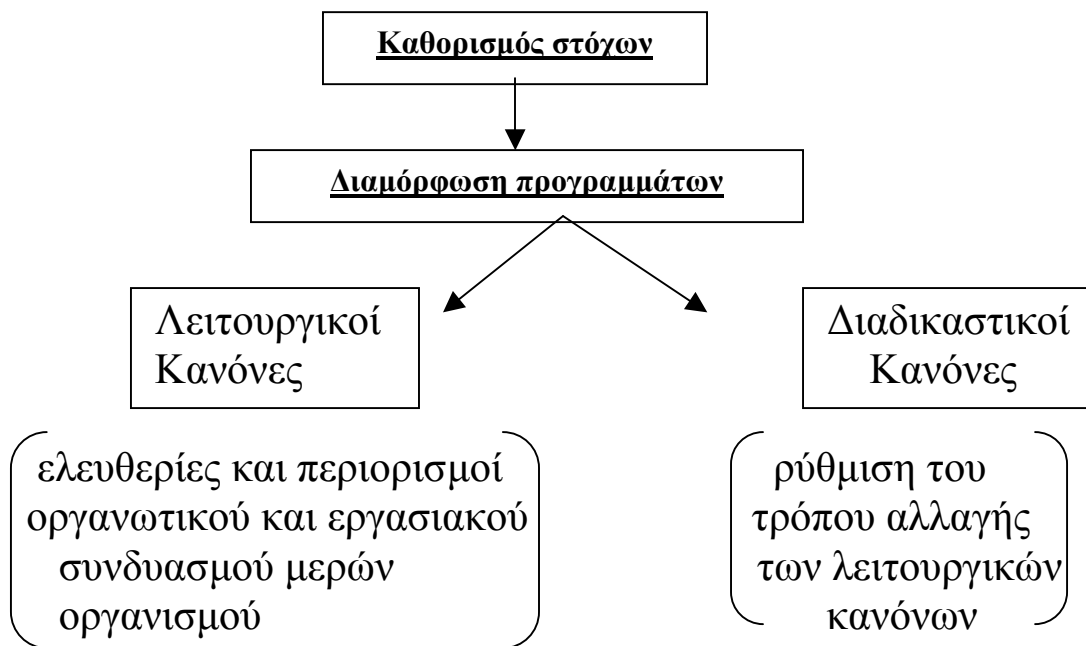 Καθορισμός στόχων
Διαμόρφωση προγραμμάτων
Λειτουργικοί
Κανόνες
ελευθερίες και περιορισμοί
οργανωτικού και εργασιακού
συνδυασμού μερών
οργανισμού
Διαδικαστικοί
Κανόνες
ρύθμιση του
τρόπου αλλαγής
των λειτουργικών
κανόνων